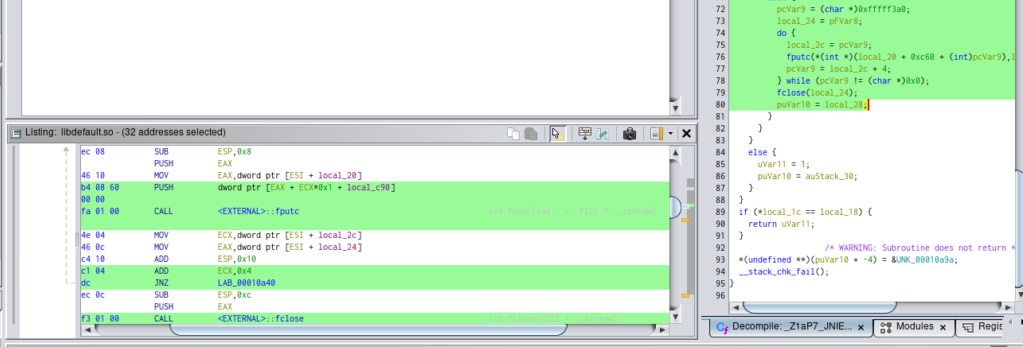 Listing: libdefault.so - (32 addresses selected)
ec 08 SUB ESP,0x8
PUSH EAX
46 10 MOV EAX,dword ptr [ESI + local_20]
b4 08 60 PUSH dword ptr [EAX + ECX*0x1 + local_c90]
00 00
fa 01 00 CALL <EXTERNAL>::fputc int fputc(int __c, FILE * __stream)
4e 04 MOV ECX,dword ptr [ESI + local_2c]
46 0c MOV EAX,dword ptr [ESI + local_24]
c4 10 ADD ESP,0x10
c1 04 ADD ECX,0x4
dc JNZ LAB_00010a40
ec 0c SUB ESP,0xc
PUSH EAX
f3 01 00 CALL <EXTERNAL>::fclose int fclose(FILE * __stream)
72 pcVar9 = (char *)0xfffff3a0;
73 local_24 = pFVar8;
74 do {
75 local_2c = pcVar9;
76 fputc(*(int *)(local_20 + 0xc60 + (int)pcVar9),
77 pcVar9 = local_2c + 4;
78 } while (pcVar9 != (char *)0x0);
79 fclose(local_24);
80 puVar10 = local_28;
81 }
82 }
83 }
84 else {
85 uVar11 = 1;
86 puVar10 = auStack_30;
87 }
88 }
89 if (*local_1c == local_18) {
90 return uVar11;
91 }
92 /* WARNING: Subroutine does not return *
93 *(undefined **)(puVar10 + -4) = &UNK_00010a9a;
94 __stack_chk_fail();
95 }
96
Decompile: _Z1aP7_JNIE... × Modules × Regis